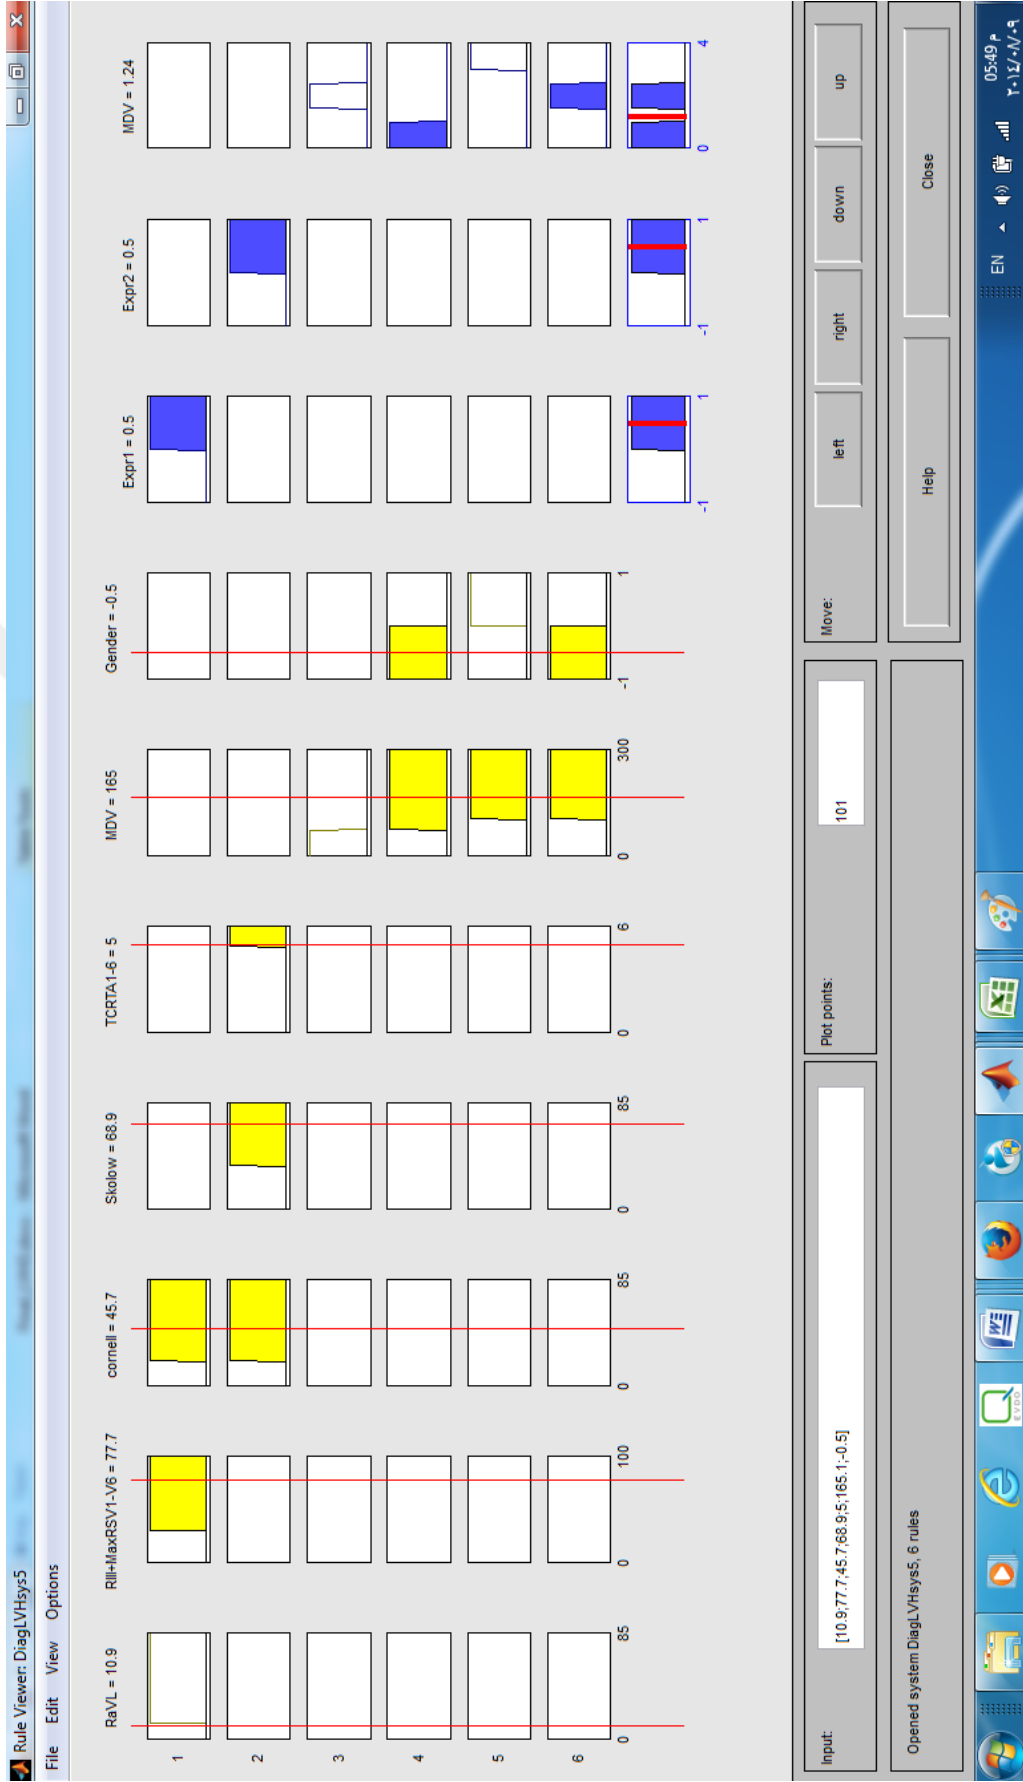 Rule Viewer: DiagLVHsys5
File Edit View Options
RaVL = 10.9
RIII+MaxRSV1-V6 = 77.7
cornell = 45.7
Skolow = 68.9
TCRTA1-6 = 5
MDV = 165
Gender = -0.5
Expr1 = 0.5
Expr2 = 0.5
MDV = 1.24
1
2
3
4
5
6
0 85
0 100
0 85
0 85
0 6
0 300
-1 1
-1 1
-1 1
0 4
Input:
[10.9;77.7;45.7;68.9;5;165.1;-0.5]
Plot points:
101
Move:
left
right
down
up
Opened system DiagLVHsys5, 6 rules
Help
Close
EVDO
EN
05:49 م
٢٠١٤/٠٨/٠٩